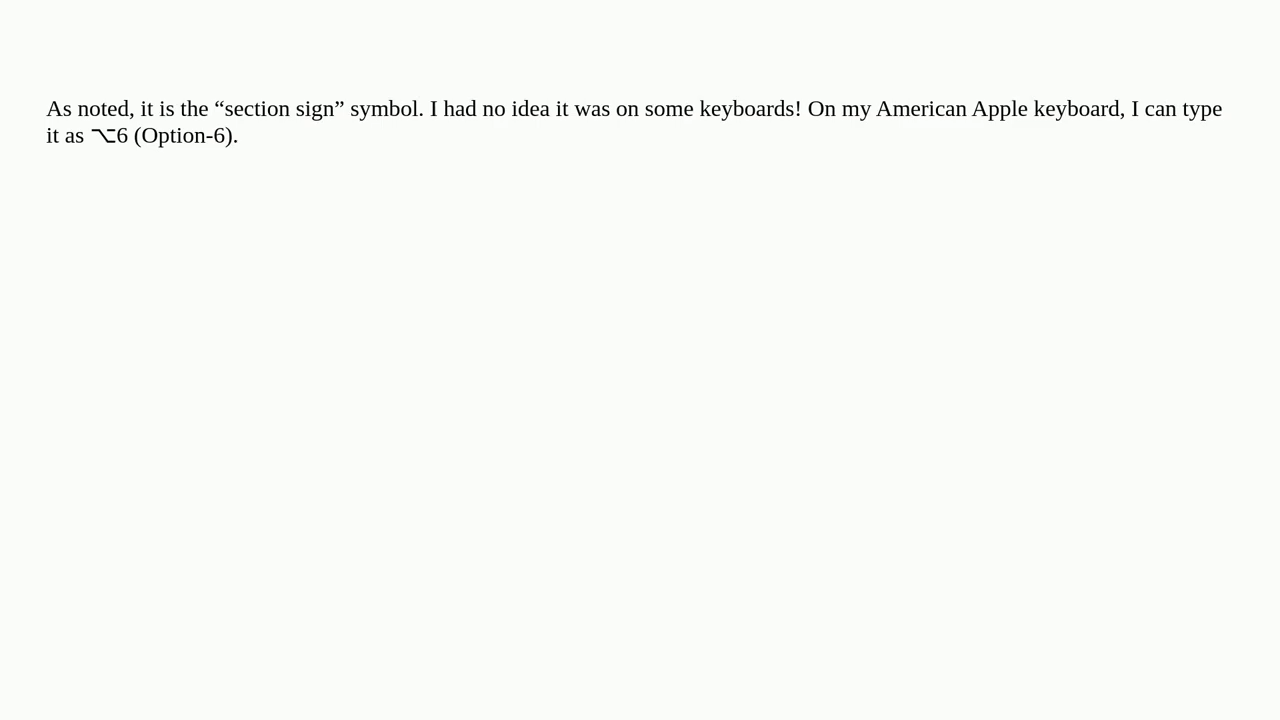 As noted, it is the “section sign” symbol. I had no idea it was on some keyboards! On my American Apple keyboard, I can type
it as ⌥6 (Option-6).